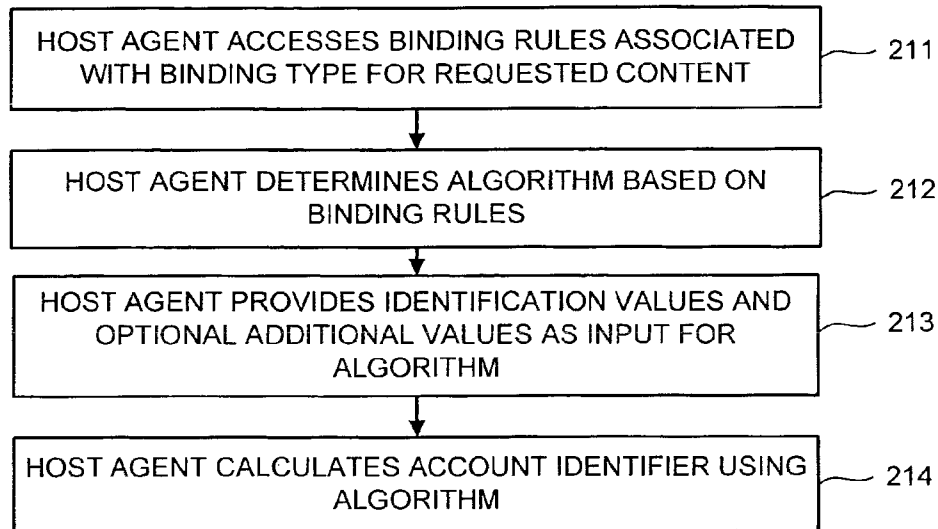 HOST AGENT ACCESSES BINDING RULES ASSOCIATED
WITH BINDING TYPE FOR REQUESTED CONTENT
211
HOST AGENT DETERMINES ALGORITHM BASED ON
BINDING RULES
212
HOST AGENT PROVIDES IDENTIFICATION VALUES AND
OPTIONAL ADDITIONAL VALUES AS INPUT FOR
ALGORITHM
213
HOST AGENT CALCULATES ACCOUNT IDENTIFIER USING
ALGORITHM
214